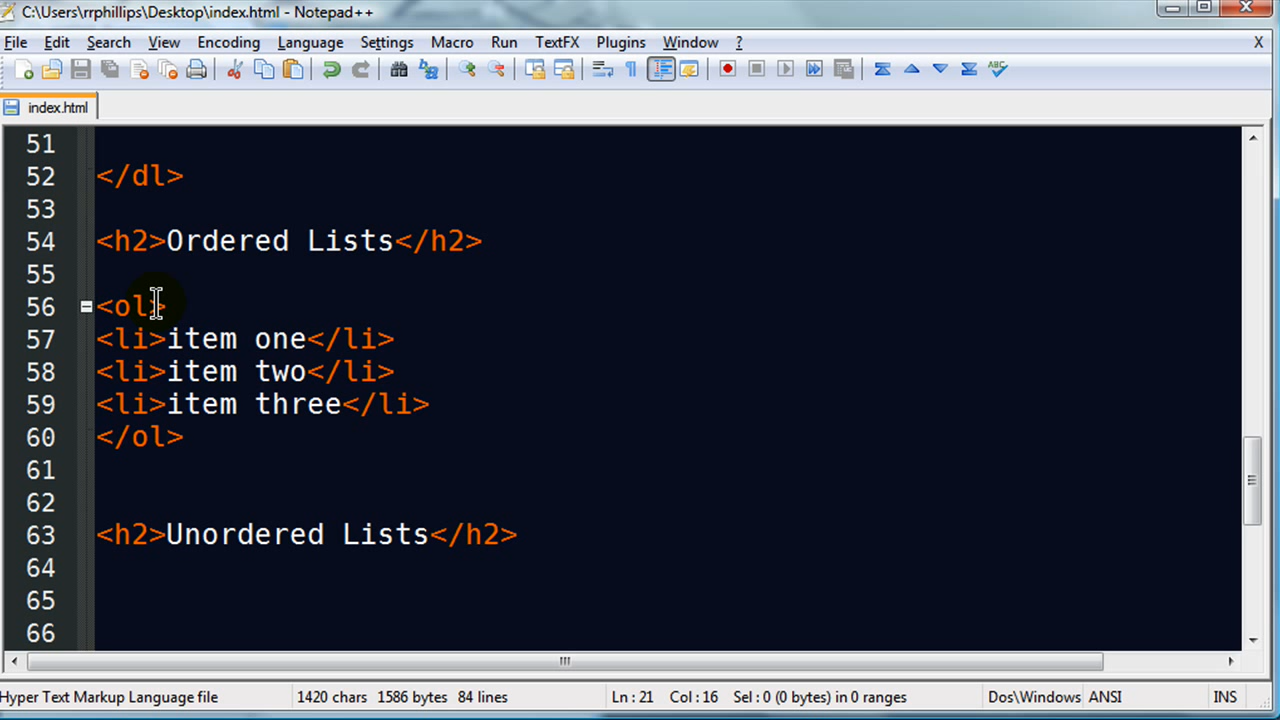 C:\Users\rrphillips\Desktop\index.html - Notepad++
File Edit Search View Encoding Language Settings Macro Run TextFX Plugins Window ? X
ABC
index.html
51
52 </dl>
53
54 <h2>Ordered Lists</h2>
55
56 <ol>
57 <li>item one</li>
58 <li>item two</li>
59 <li>item three</li>
60 </ol>
61
62
63 <h2>Unordered Lists</h2>
64
65
66
Hyper Text Markup Language file 1420 chars 1586 bytes 84 lines Ln : 21 Col : 16 Sel : 0 (0 bytes) in 0 ranges Dos\Windows ANSI INS